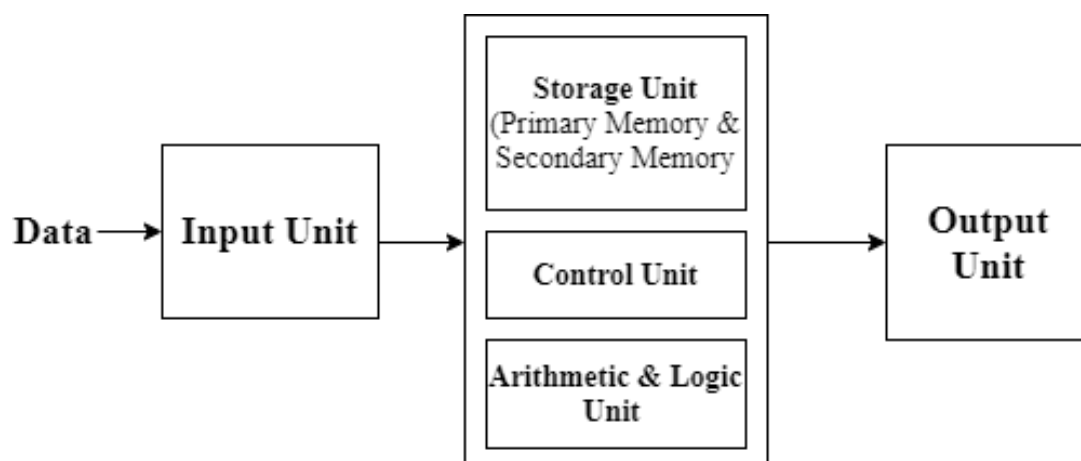 Data
Input Unit
Storage Unit
(Primary Memory &
Secondary Memory
Control Unit
Arithmetic & Logic
Unit
Output
Unit